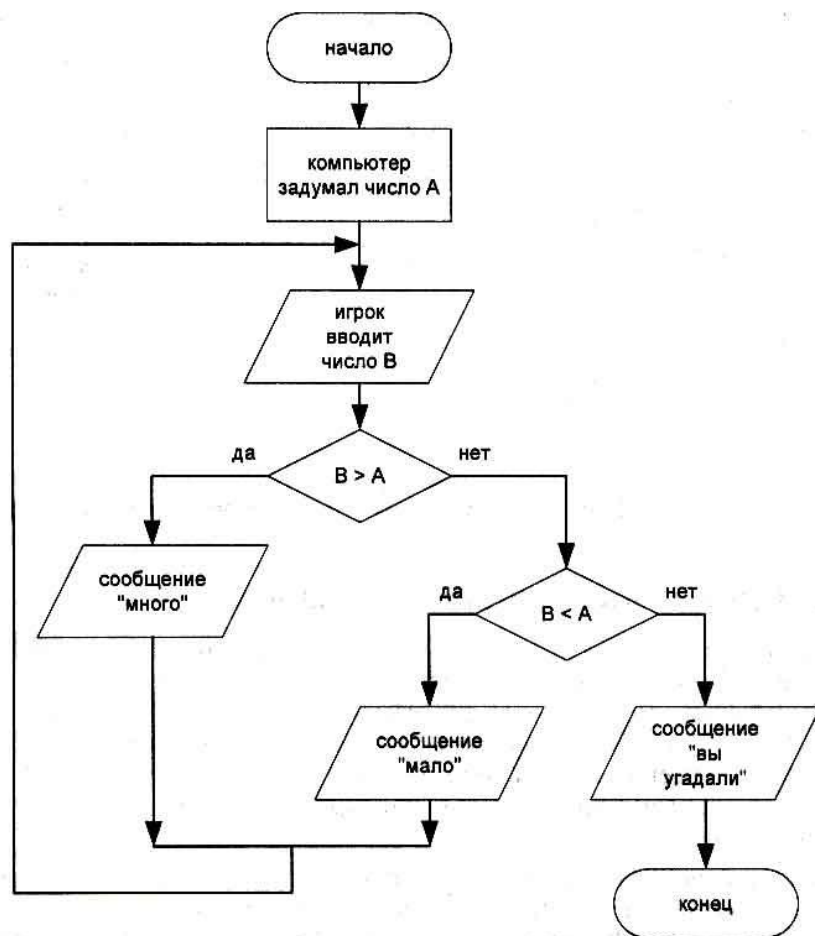 начало
компьютер
задумал число А
игрок
вводит
число В
да
нет
В > А
сообщение
"много"
да
нет
В < А
сообщение
"мало"
сообщение
"вы
угадали"
конец